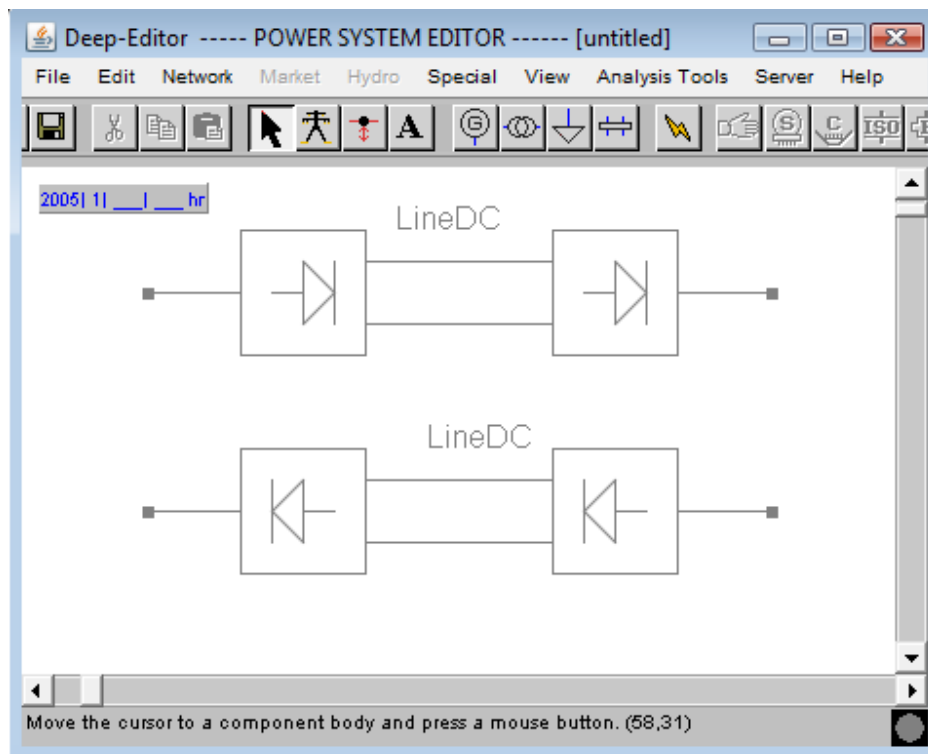 Deep-Editor ----- POWER SYSTEM EDITOR ------ [untitled]
File Edit Network Market Hydro Special View Analysis Tools Server Help
A G S C ISO
2005| 1| ___| ___ hr
LineDC
LineDC
Move the cursor to a component body and press a mouse button. (58,31)